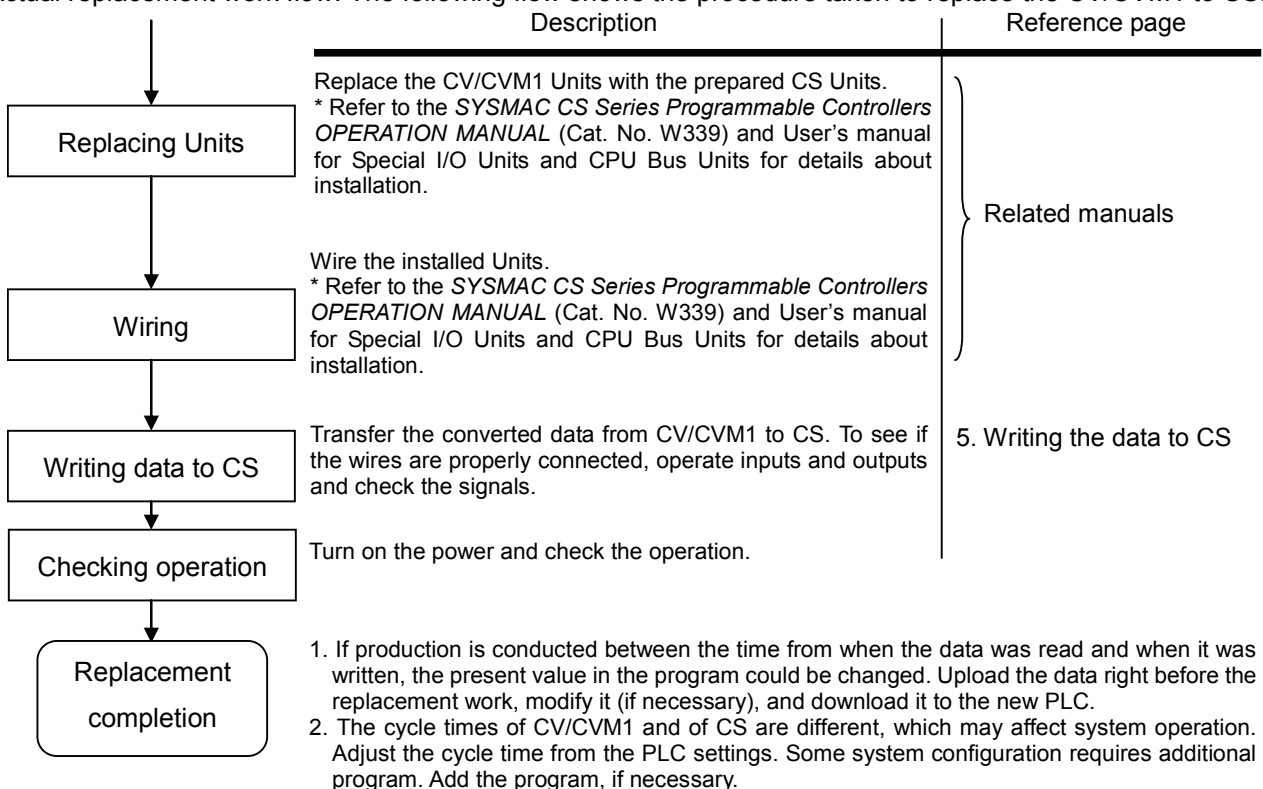 Actual replacement work flow. The following flow shows the procedure taken to replace the CV/CVM1 to CS.
Description
Reference page
Replacing Units
Replace the CV/CVM1 Units with the prepared CS Units.
* Refer to the SYSMAC CS Series Programmable Controllers
OPERATION MANUAL (Cat. No. W339) and User's manual
for Special I/O Units and CPU Bus Units for details about
installation.
Related manuals
Wiring
Wire the installed Units.
* Refer to the SYSMAC CS Series Programmable Controllers
OPERATION MANUAL (Cat. No. W339) and User's manual
for Special I/O Units and CPU Bus Units for details about
installation.
Writing data to CS
Transfer the converted data from CV/CVM1 to CS. To see if
the wires are properly connected, operate inputs and outputs
and check the signals.
5. Writing the data to CS
Checking operation
Turn on the power and check the operation.
Replacement
completion
1. If production is conducted between the time from when the data was read and when it was
written, the present value in the program could be changed. Upload the data right before the
replacement work, modify it (if necessary), and download it to the new PLC.
2. The cycle times of CV/CVM1 and of CS are different, which may affect system operation.
Adjust the cycle time from the PLC settings. Some system configuration requires additional
program. Add the program, if necessary.